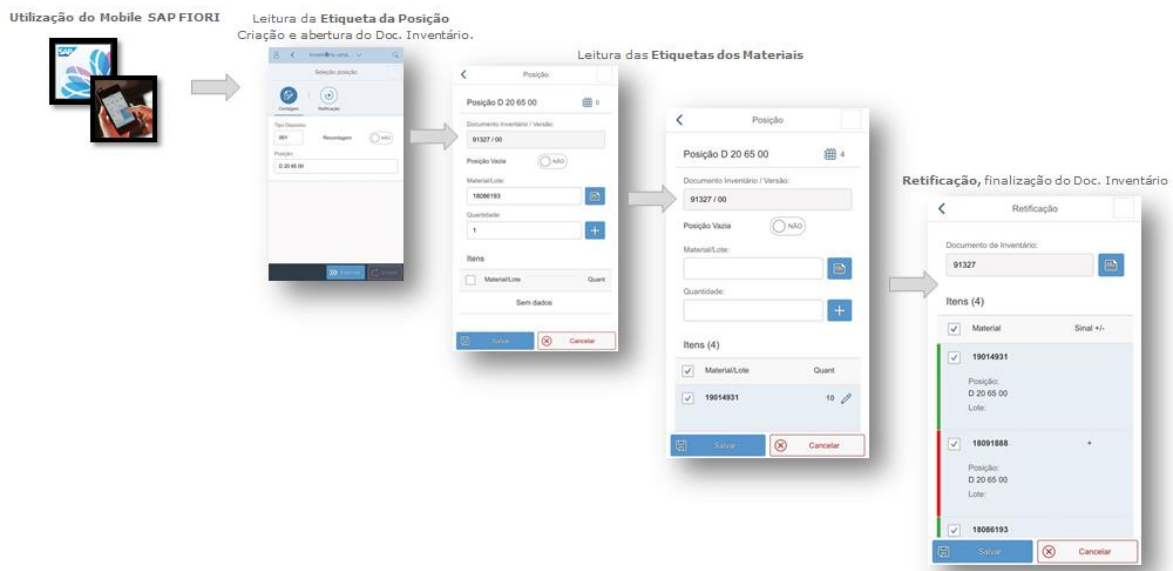 Utilização do Mobile SAP FIORI
SAP
Leitura da Etiqueta da Posição
Criação e abertura do Doc. Inventário.
Seleção posição
Contagem
Retificação
Tipo Depósito:
001
Recontagem
NÃO
Posição:
D 20 65 00
Executar
Leitura das Etiquetas dos Materiais
Posição
Posição D 20 65 00
0
Documento Inventário / Versão:
91327 / 00
Posição Vazia
NÃO
Material/Lote:
18086193
Quantidade:
1
Itens
Material/Lote
Quant
Sem dados
Salvar
Cancelar
Posição
Posição D 20 65 00
4
Documento Inventário / Versão:
91327 / 00
Posição Vazia
NÃO
Material/Lote:
Quantidade:
Itens (4)
Material/Lote
Quant
19014931
10
Salvar
Cancelar
Retificação, finalização do Doc. Inventário
Retificação
Documento de Inventário:
91327
Itens (4)
Material
Sinal +/-
19014931
Posição:
D 20 65 00
Lote:
18091888
+
Posição:
D 20 65 00
Lote:
18086193
Salvar
Cancelar